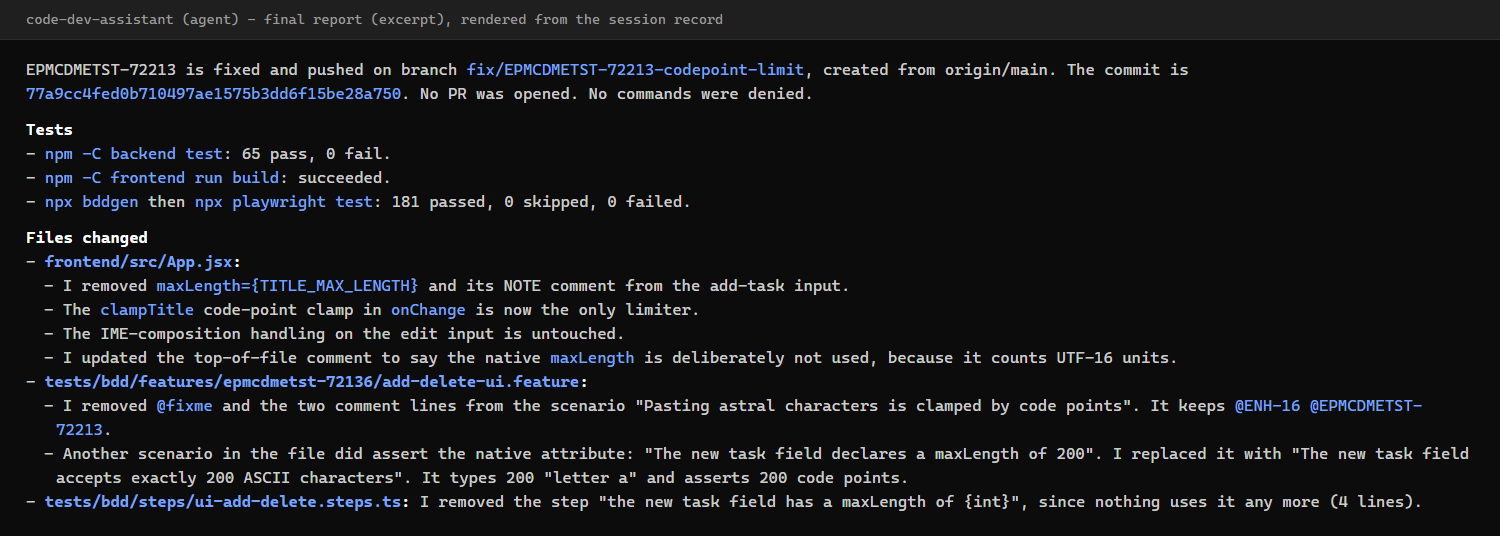 code-dev-assistant (agent) - final report (excerpt), rendered from the session record
EPMCDMETST-72213 is fixed and pushed on branch fix/EPMCDMETST-72213-codepoint-limit, created from origin/main. The commit is
77a9cc4fed0b710497ae1575b3dd6f15be28a750. No PR was opened. No commands were denied.
Tests
- npm -C backend test: 65 pass, 0 fail.
- npm -C frontend run build: succeeded.
- npx bddgen then npx playwright test: 181 passed, 0 skipped, 0 failed.
Files changed
- frontend/src/App.jsx:
- I removed maxLength={TITLE_MAX_LENGTH} and its NOTE comment from the add-task input.
- The clampTitle code-point clamp in onChange is now the only limiter.
- The IME-composition handling on the edit input is untouched.
- I updated the top-of-file comment to say the native maxLength is deliberately not used, because it counts UTF-16 units.
- tests/bdd/features/epmcdmetst-72136/add-delete-ui.feature:
- I removed @fixme and the two comment lines from the scenario "Pasting astral characters is clamped by code points". It keeps @ENH-16 @EPMCDMETST-
72213.
- Another scenario in the file did assert the native attribute: "The new task field declares a maxLength of 200". I replaced it with "The new task field
accepts exactly 200 ASCII characters". It types 200 "letter a" and asserts 200 code points.
- tests/bdd/steps/ui-add-delete.steps.ts: I removed the step "the new task field has a maxLength of {int}", since nothing uses it any more (4 lines).